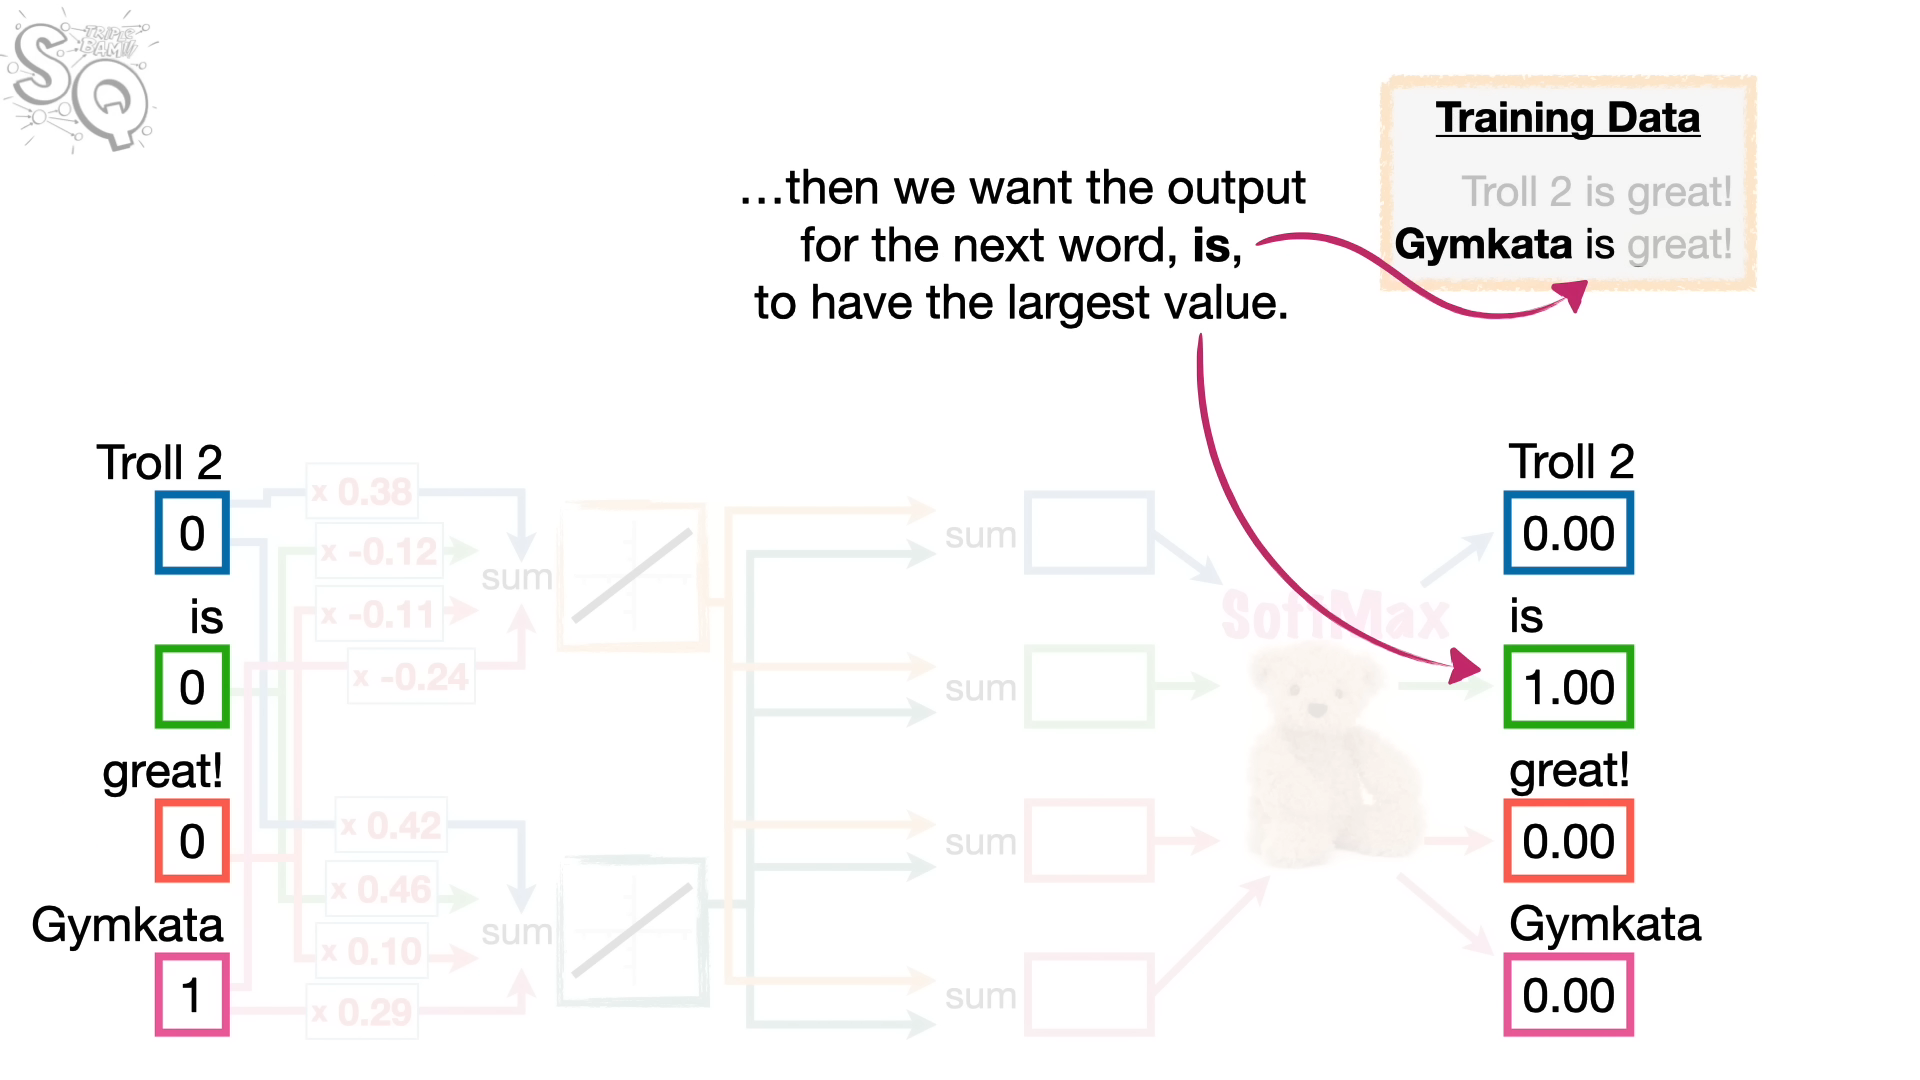 SQ
TRIPLE
BAM!!!
Training Data
Troll 2 is great!
Gymkata is great!
…then we want the output
for the next word, is,
to have the largest value.
Troll 2
0
is
0
great!
0
Gymkata
1
x 0.38
x -0.12
x -0.11
x -0.24
sum
x 0.42
x 0.46
x 0.10
x 0.29
sum
sum
sum
sum
sum
SoftMax
Troll 2
0.00
is
1.00
great!
0.00
Gymkata
0.00